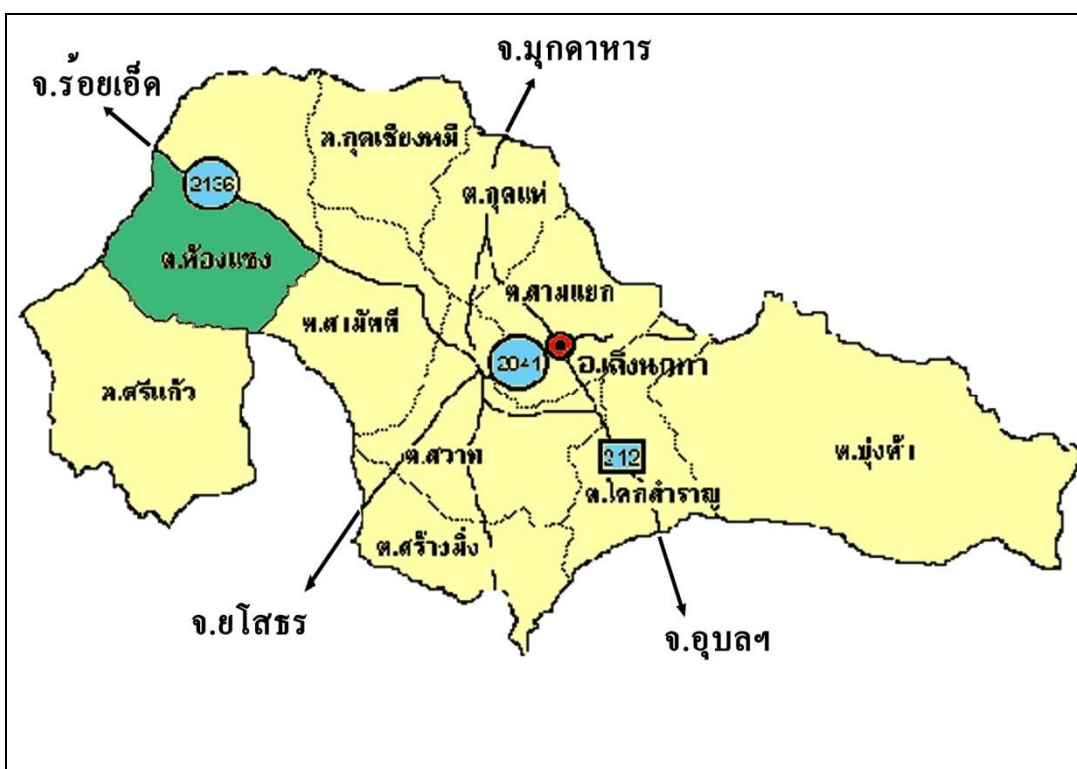 จ.มุกดาหาร
จ.ร้อยเอ็ด
ต.กุดเชียงหมี
2136
ต.กุดแห่
ต.ห้องแซง
ต.สามแยก
ต.สามัคคี
2041
อ.เลิงนกทา
ต.ศรีแก้ว
ต.สวาท
212
ต.บุ่งค้า
ต.โคกสำราญ
ต.สร้างมิ่ง
จ.ยโสธร
จ.อุบลฯ